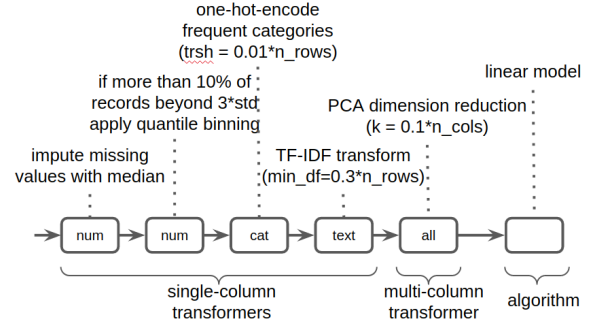 one-hot-encode
frequent categories
(trsh = 0.01*n_rows)
if more than 10% of
records beyond 3*std
apply quantile binning
linear model
PCA dimension reduction
(k = 0.1*n_cols)
impute missing
values with median
TF-IDF transform
(min_df=0.3*n_rows)
num
num
cat
text
all
single-column
transformers
multi-column
transformer
algorithm